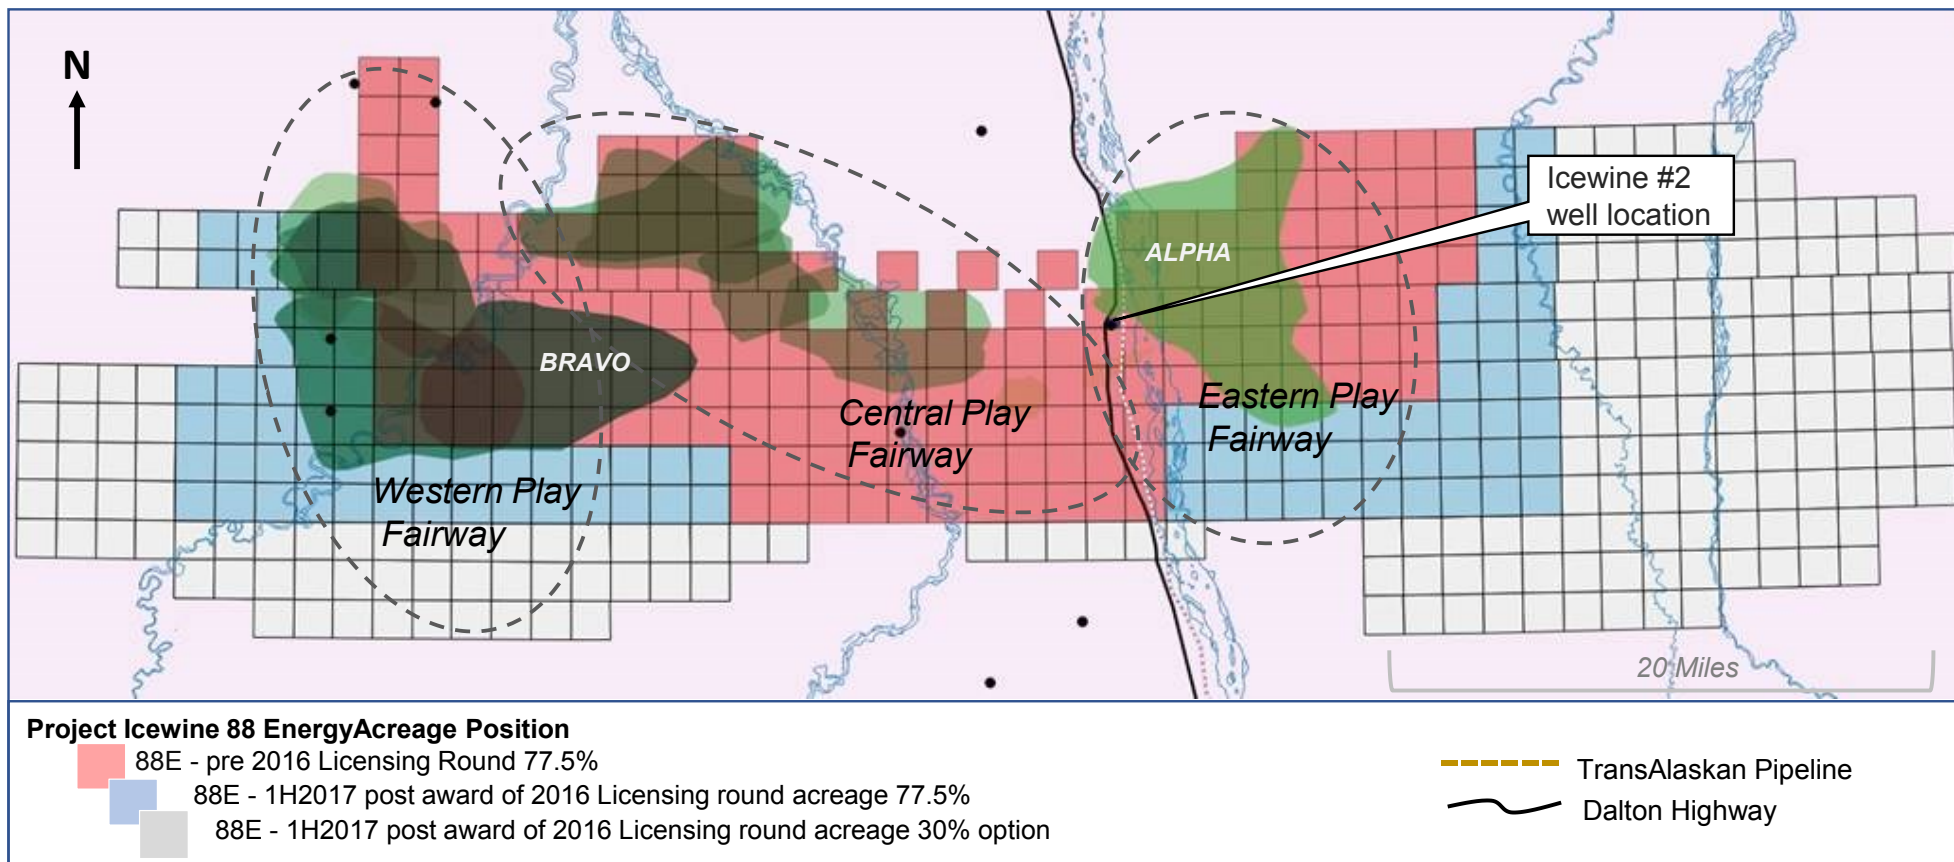 N
Icewine #2
well location
ALPHA
BRAVO
Eastern Play
Fairway
Central Play
Fairway
Western Play
Fairway
20 Miles
Project Icewine 88 EnergyAcreage Position
88E - pre 2016 Licensing Round 77.5%
88E - 1H2017 post award of 2016 Licensing round acreage 77.5%
88E - 1H2017 post award of 2016 Licensing round acreage 30% option
TransAlaskan Pipeline
Dalton Highway